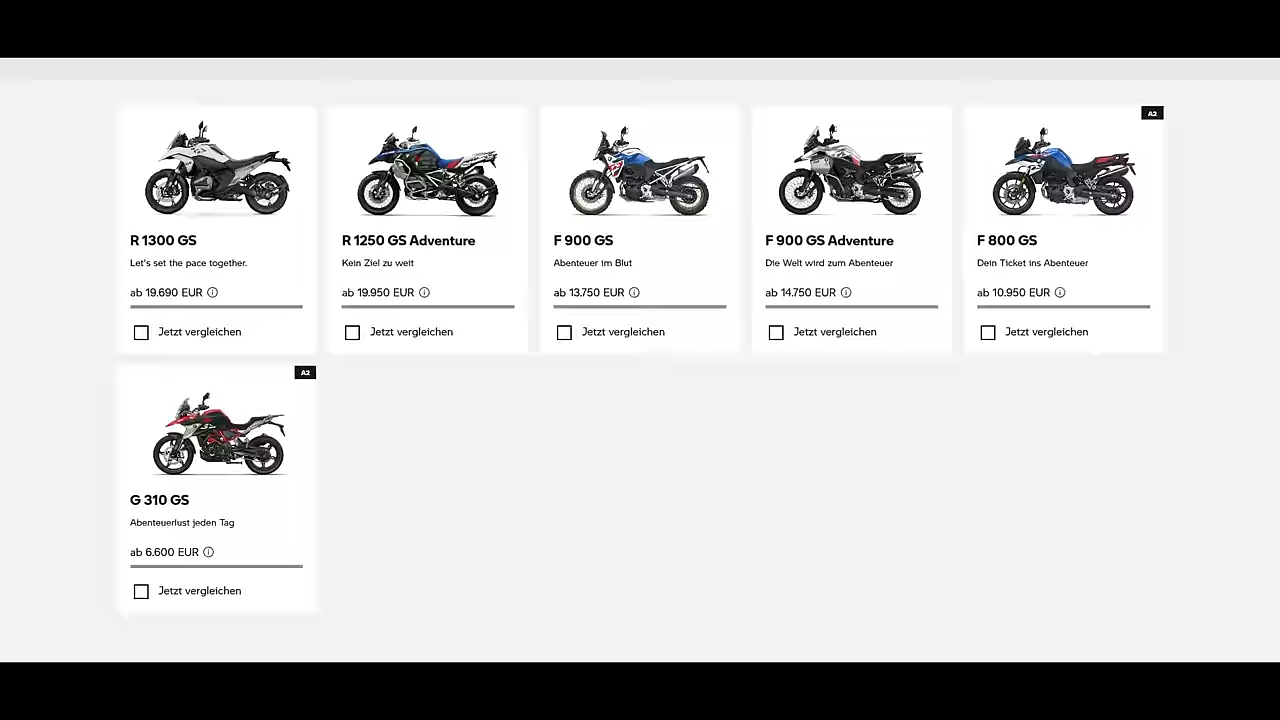 R 1300 GS
Let's set the pace together.
ab 19.690 EUR
Jetzt vergleichen
R 1250 GS Adventure
Kein Ziel zu weit
ab 19.950 EUR
Jetzt vergleichen
F 900 GS
Abenteuer im Blut
ab 13.750 EUR
Jetzt vergleichen
F 900 GS Adventure
Die Welt wird zum Abenteuer
ab 14.750 EUR
Jetzt vergleichen
A2
F 800 GS
Dein Ticket ins Abenteuer
ab 10.950 EUR
Jetzt vergleichen
A2
G 310 GS
Abenteuerlust jeden Tag
ab 6.600 EUR
Jetzt vergleichen